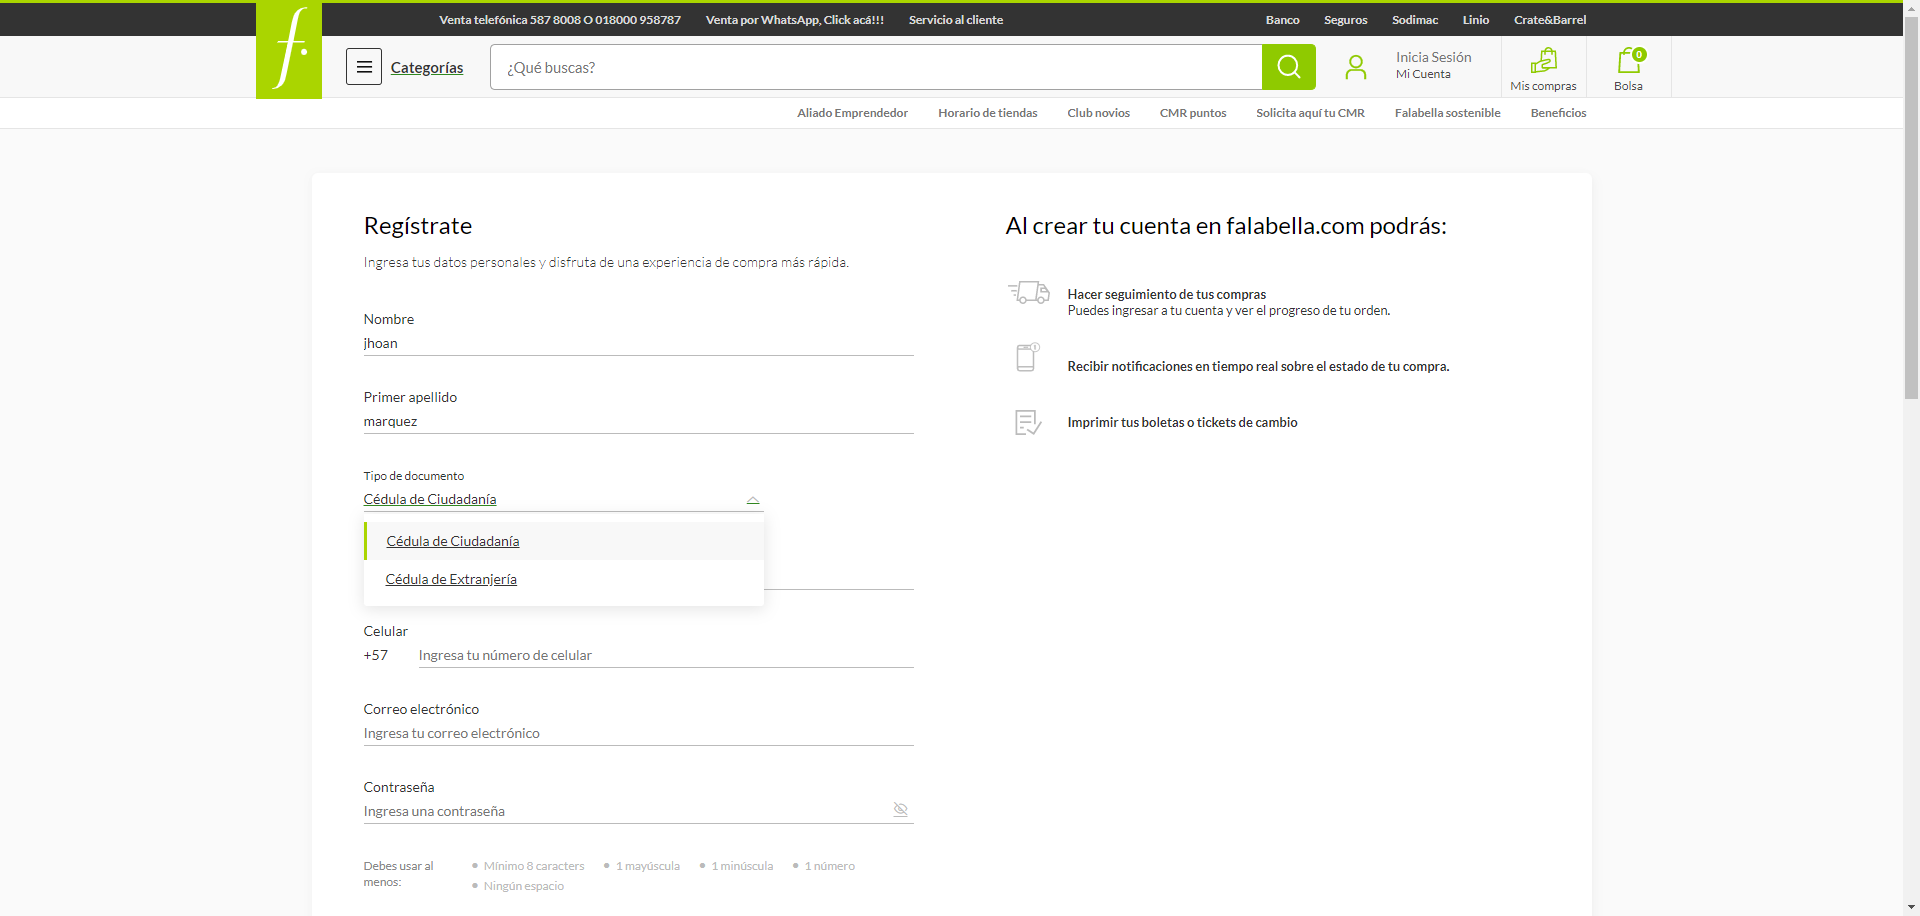 Venta telefónica 587 8008 O 018000 958787 Venta por WhatsApp, Click acá!!! Servicio al cliente Banco Seguros Sodimac Linio Crate&Barrel
f.
Categorías ¿Qué buscas? Inicia Sesión
Mi Cuenta
Mis compras
0
Bolsa
Aliado Emprendedor Horario de tiendas Club novios CMR puntos Solicita aquí tu CMR Falabella sostenible Beneficios
Regístrate
Ingresa tus datos personales y disfruta de una experiencia de compra más rápida.
Nombre
jhoan
Primer apellido
marquez
Tipo de documento
Cédula de Ciudadanía
Cédula de Ciudadanía
Cédula de Extranjería
Celular
+57 Ingresa tu número de celular
Correo electrónico
Ingresa tu correo electrónico
Contraseña
Ingresa una contraseña
Debes usar al
menos:
• Mínimo 8 caracters • 1 mayúscula • 1 minúscula • 1 número
• Ningún espacio
Al crear tu cuenta en falabella.com podrás:
Hacer seguimiento de tus compras
Puedes ingresar a tu cuenta y ver el progreso de tu orden.
Recibir notificaciones en tiempo real sobre el estado de tu compra.
Imprimir tus boletas o tickets de cambio